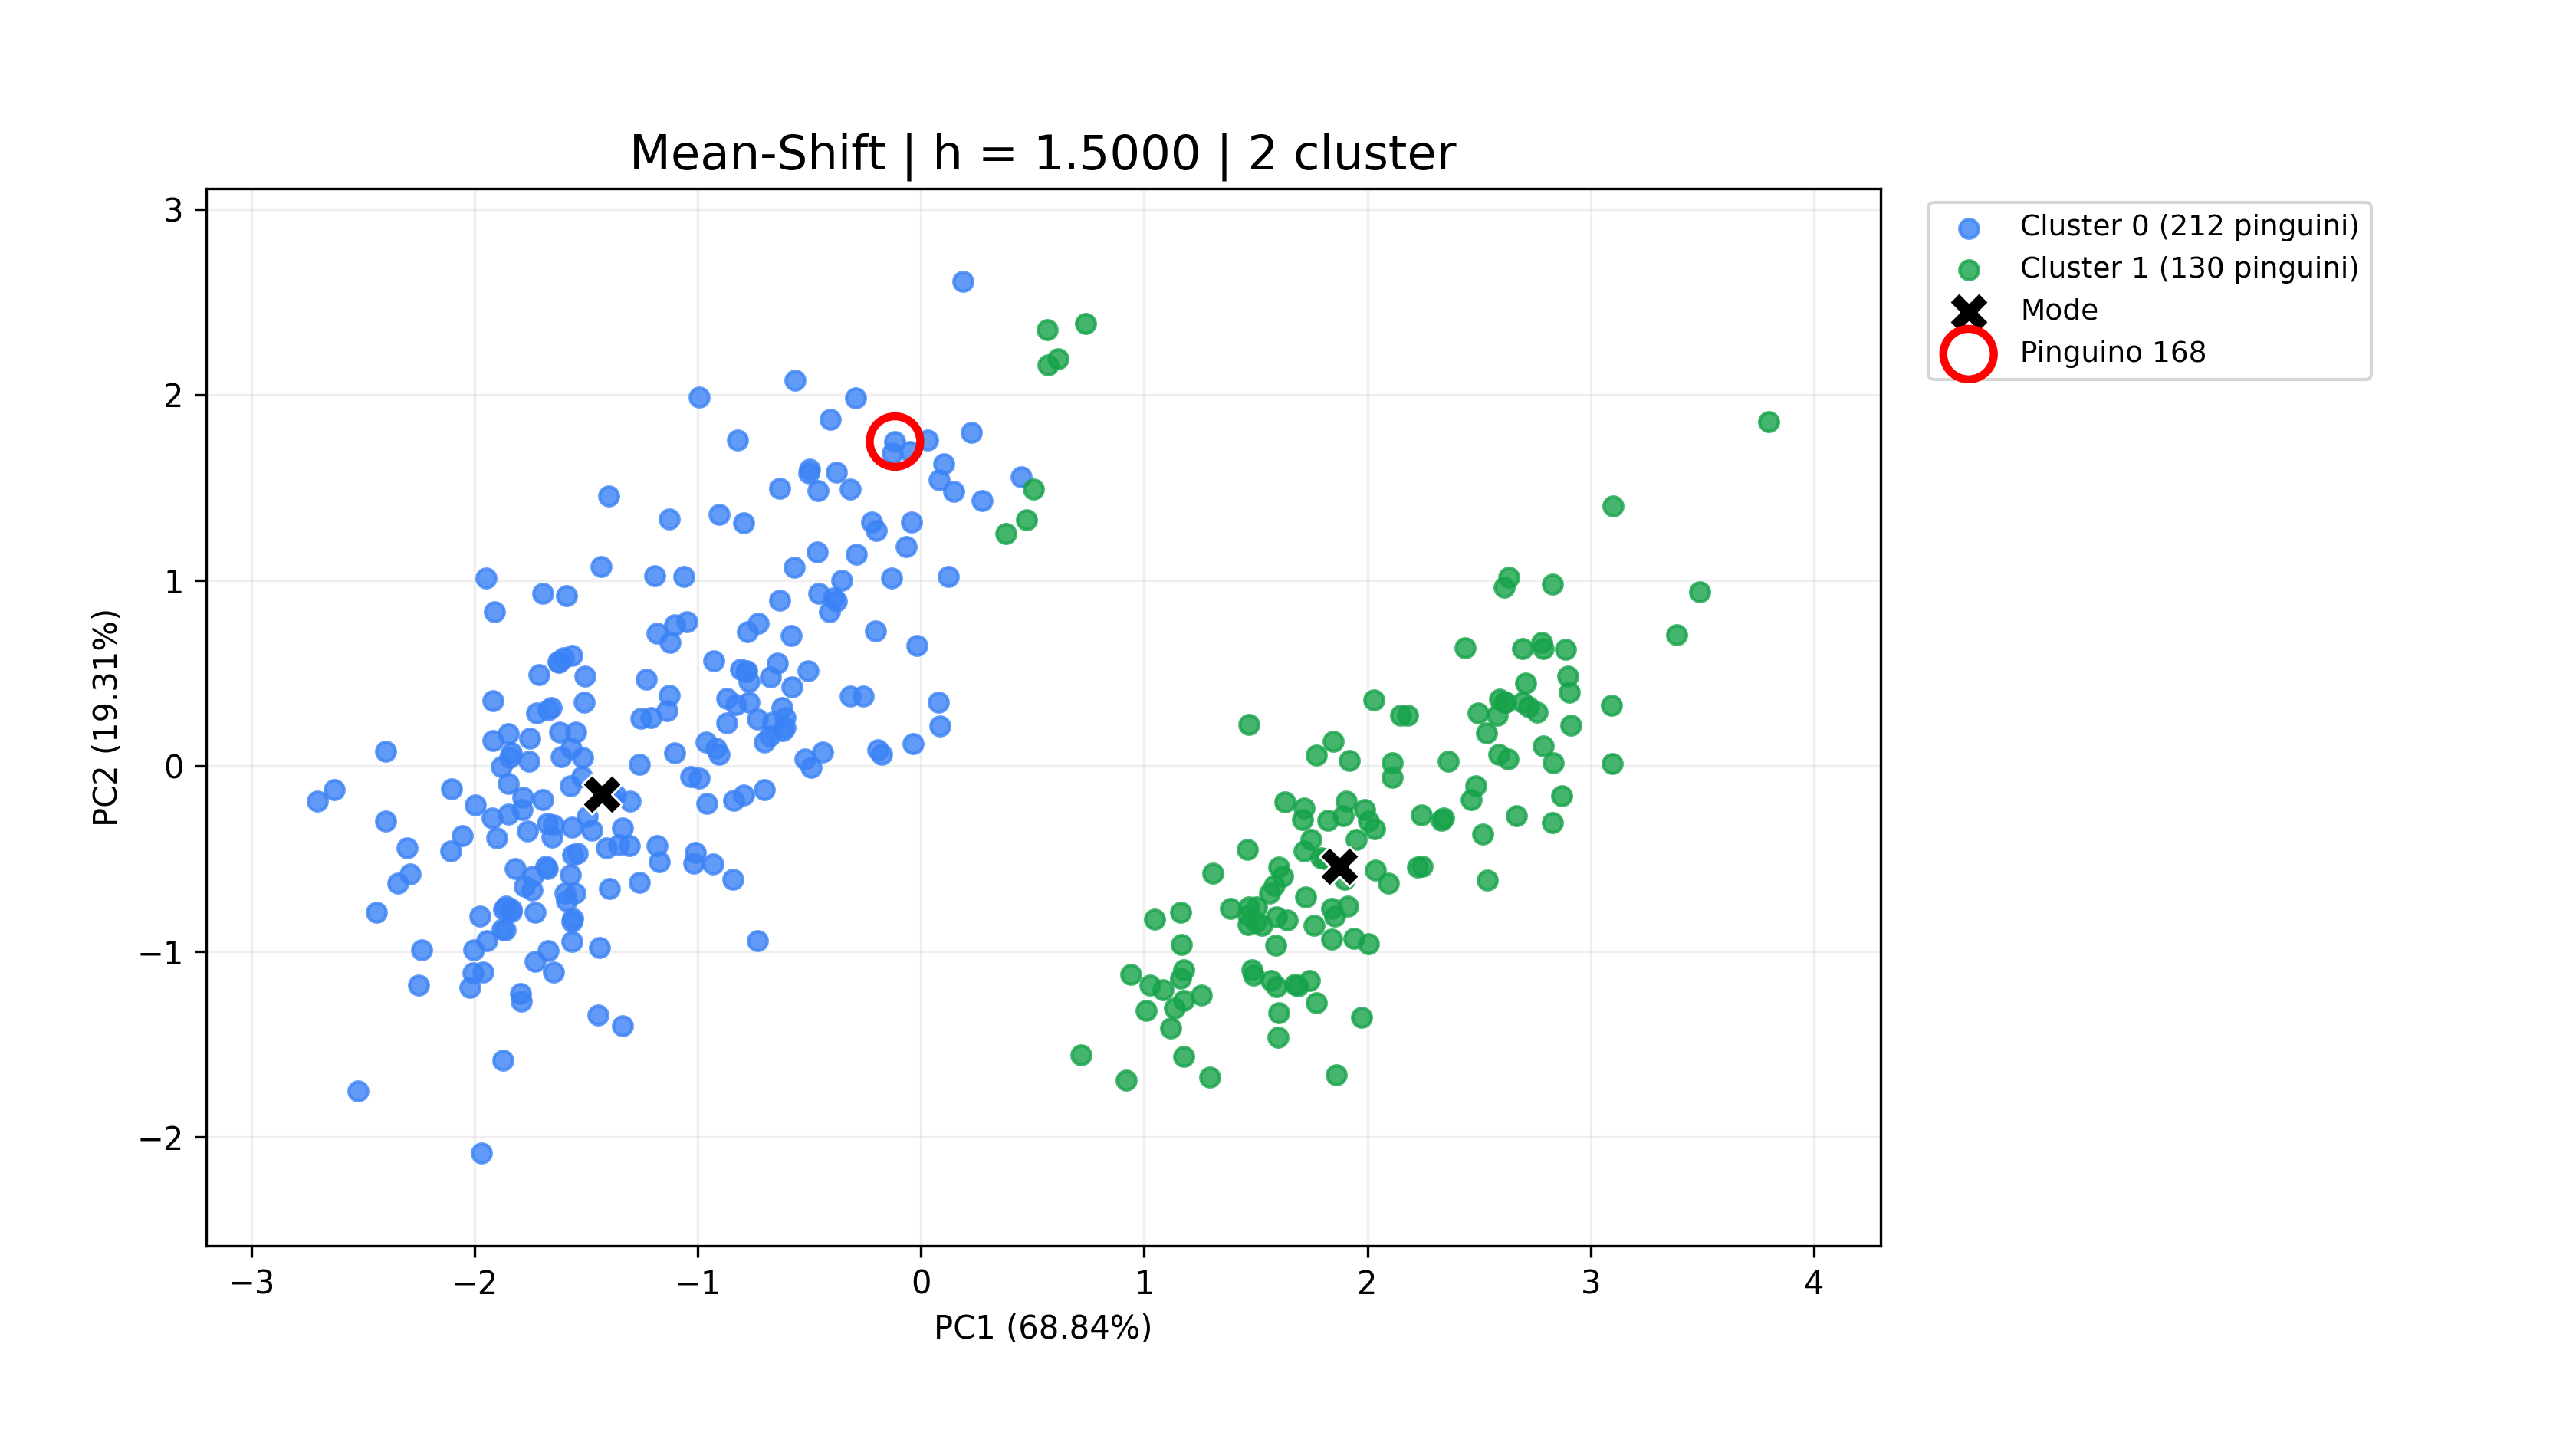 Mean-Shift | h = 1.5000 | 2 cluster
Cluster 0 (212 pinguini)
Cluster 1 (130 pinguini)
Mode
Pinguino 168
PC2 (19.31%)
3
2
1
0
−1
−2
−3
−2
−1
0
1
2
3
4
PC1 (68.84%)